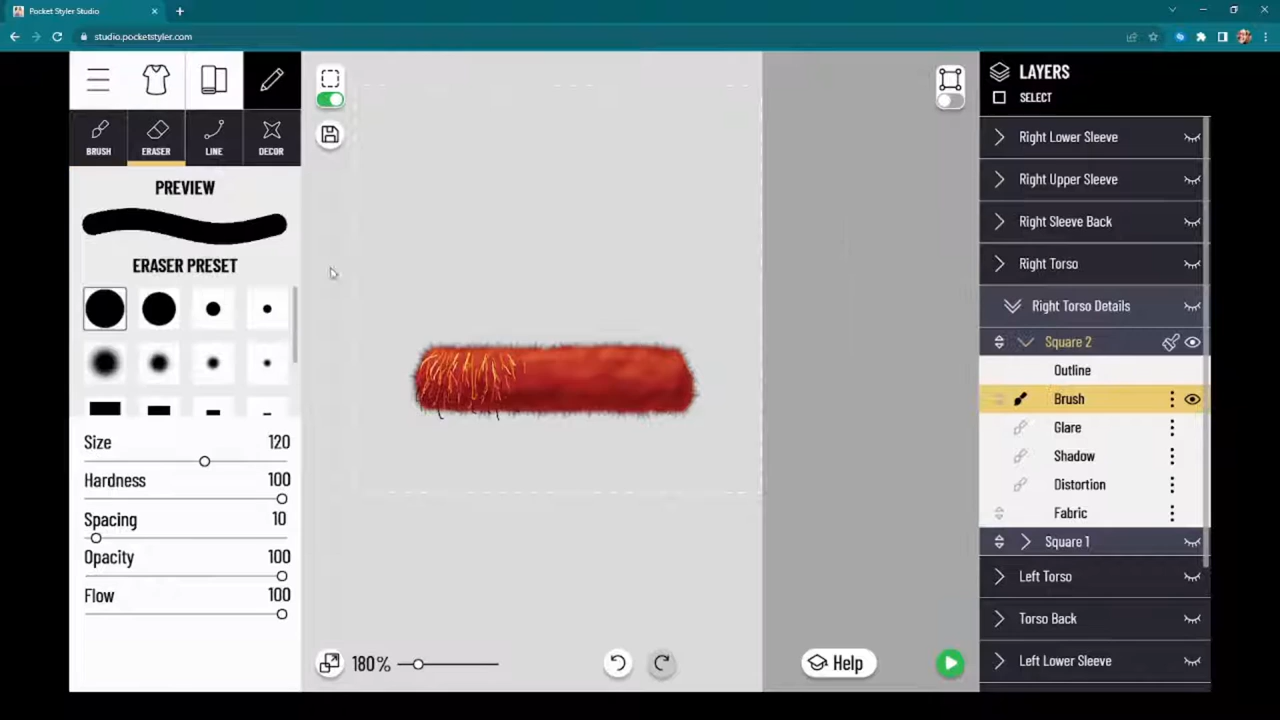 Pocket Styler Studio
studio.pocketstyler.com
LAYERS
SELECT
BRUSH
ERASER
LINE
DECOR
PREVIEW
ERASER PRESET
Size 120
Hardness 100
Spacing 10
Opacity 100
Flow 100
180%
Help
Right Lower Sleeve
Right Upper Sleeve
Right Sleeve Back
Right Torso
Right Torso Details
Square 2
Outline
Brush
Glare
Shadow
Distortion
Fabric
Square 1
Left Torso
Torso Back
Left Lower Sleeve